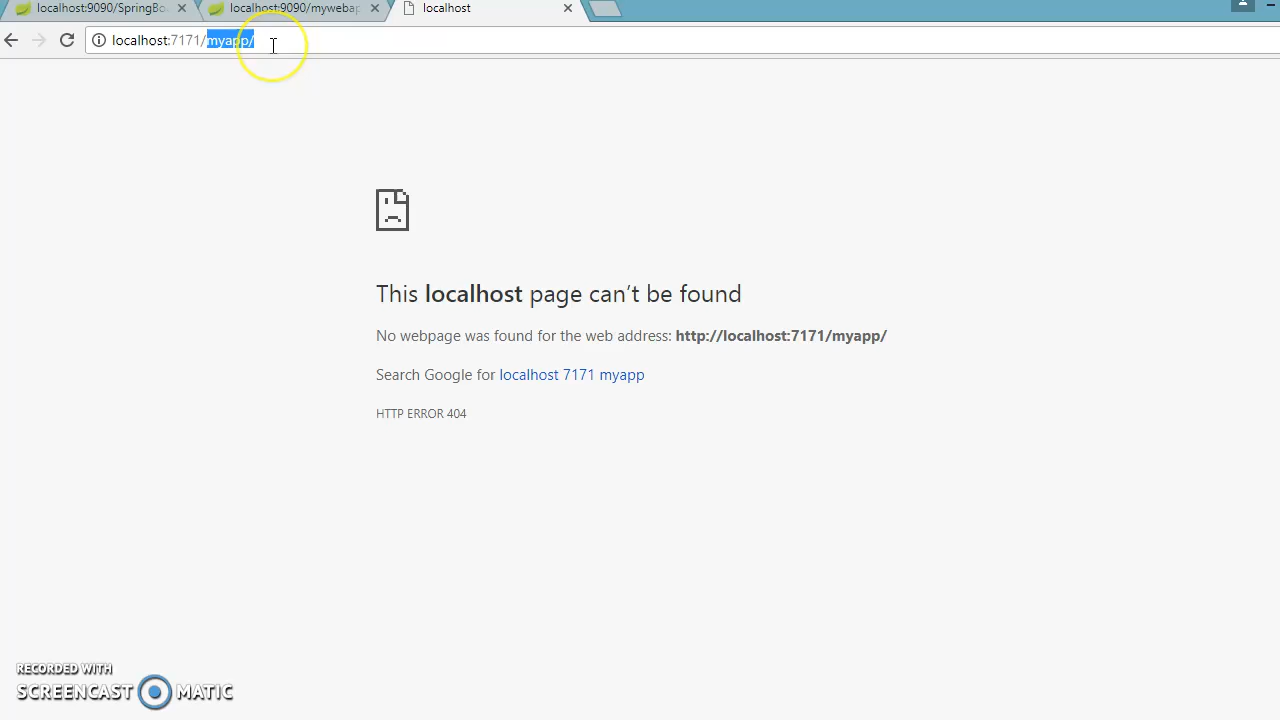 localhost:9090/SpringBo
localhost:9090/mywebap
localhost
localhost:7171/myapp/
This localhost page can't be found
No webpage was found for the web address: http://localhost:7171/myapp/
Search Google for localhost 7171 myapp
HTTP ERROR 404
RECORDED WITH
SCREENCAST MATIC